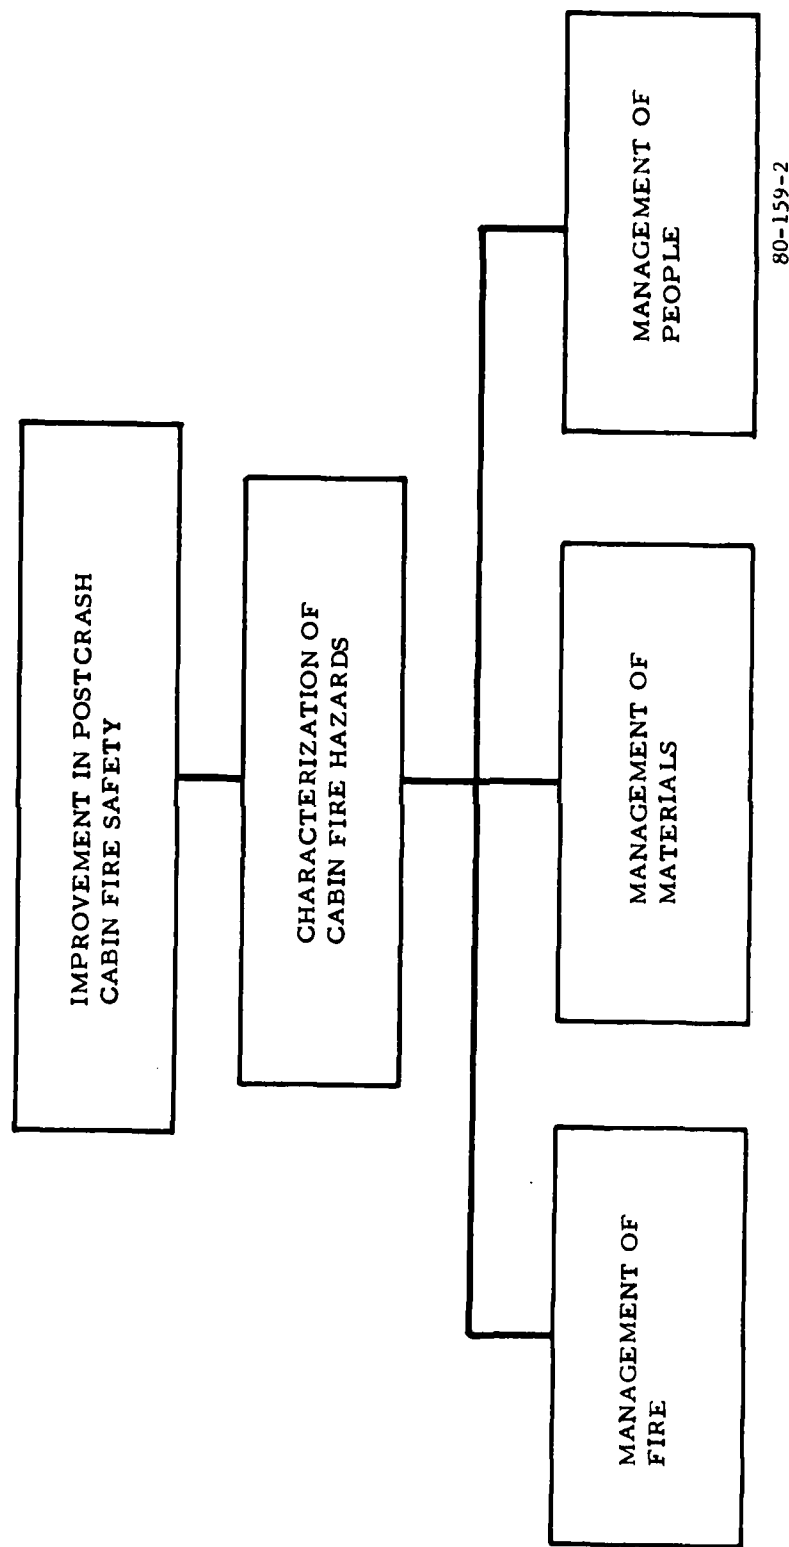 IMPROVEMENT IN POSTCRASH
CABIN FIRE SAFETY
CHARACTERIZATION OF
CABIN FIRE HAZARDS
MANAGEMENT OF
FIRE
MANAGEMENT OF
MATERIALS
MANAGEMENT OF
PEOPLE
80-159-2